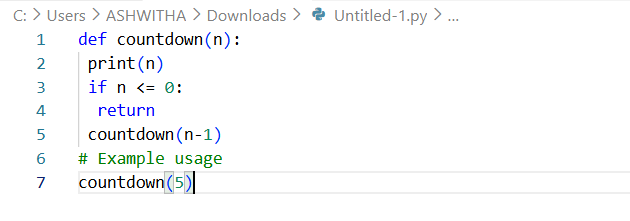 C: > Users > ASHWITHA > Downloads > Untitled-1.py > ...
1 def countdown(n):
2  print(n)
3  if n <= 0:
4   return
5  countdown(n-1)
6 # Example usage
7 countdown(5)